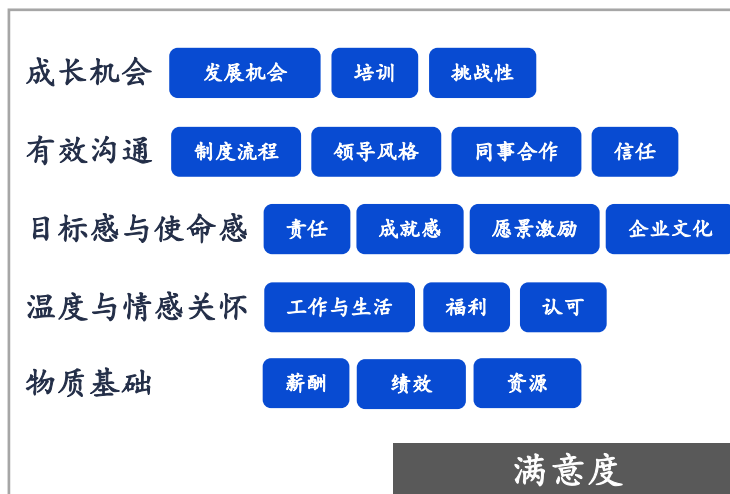 成长机会 发展机会 培训 挑战性
有效沟通 制度流程 领导风格 同事合作 信任
目标感与使命感 责任 成就感 愿景激励 企业文化
温度与情感关怀 工作与生活 福利 认可
物质基础 薪酬 绩效 资源
满意度